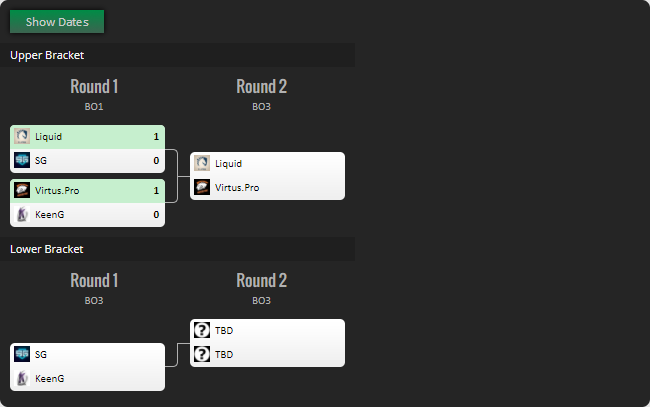 Show Dates
Upper Bracket
Round 1 Round 2
BO1 BO3
Liquid 1
SG 0
Liquid
Virtus.Pro 1
Virtus.Pro
KeenG 0
Lower Bracket
Round 1 Round 2
BO3 BO3
? TBD
SG
? TBD
KeenG